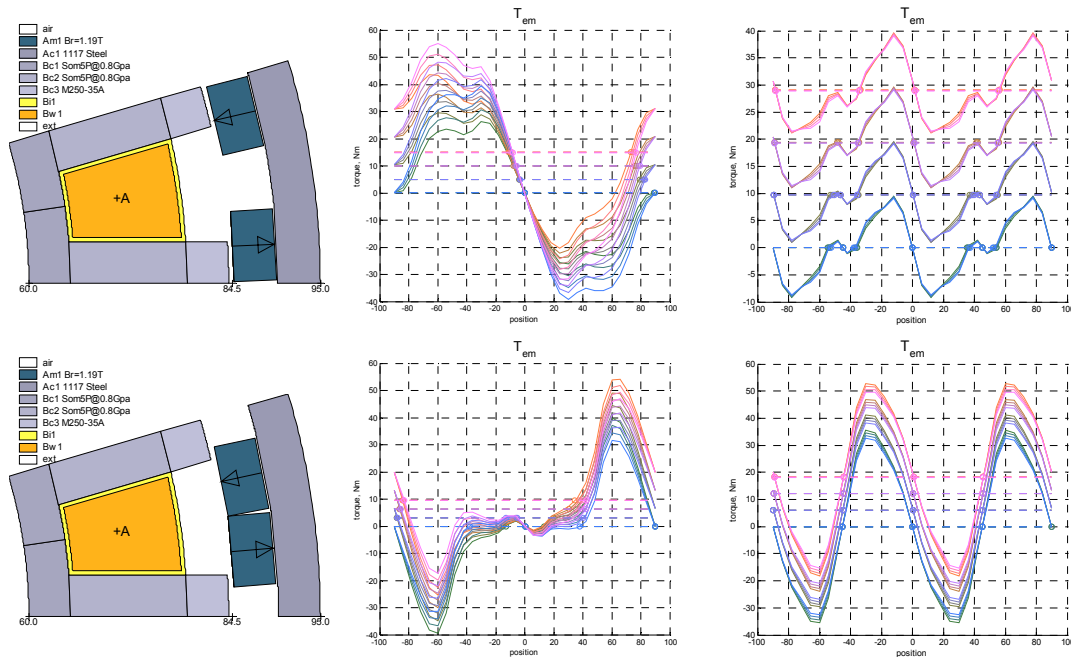 air
Am1 Br=1.19T
Ac1 1117 Steel
Bc1 Som5P@0.8Gpa
Bc2 Som5P@0.8Gpa
Bc3 M250-35A
Bi1
Bw 1
ext
+A
60.0 84.5 95.0
T_em
torque, Nm
60
50
40
30
20
10
0
-10
-20
-30
-40
-100 -80 -60 -40 -20 0 20 40 60 80 100
position
T_em
torque, Nm
40
35
30
25
20
15
10
5
0
-5
-10
-100 -80 -60 -40 -20 0 20 40 60 80 100
position
air
Am1 Br=1.19T
Ac1 1117 Steel
Bc1 Som5P@0.8Gpa
Bc2 Som5P@0.8Gpa
Bc3 M250-35A
Bi1
Bw 1
ext
+A
60.0 84.5 95.0
T_em
torque, Nm
60
50
40
30
20
10
0
-10
-20
-30
-40
-100 -80 -60 -40 -20 0 20 40 60 80 100
position
T_em
torque, Nm
60
50
40
30
20
10
0
-10
-20
-30
-40
-100 -80 -60 -40 -20 0 20 40 60 80 100
position